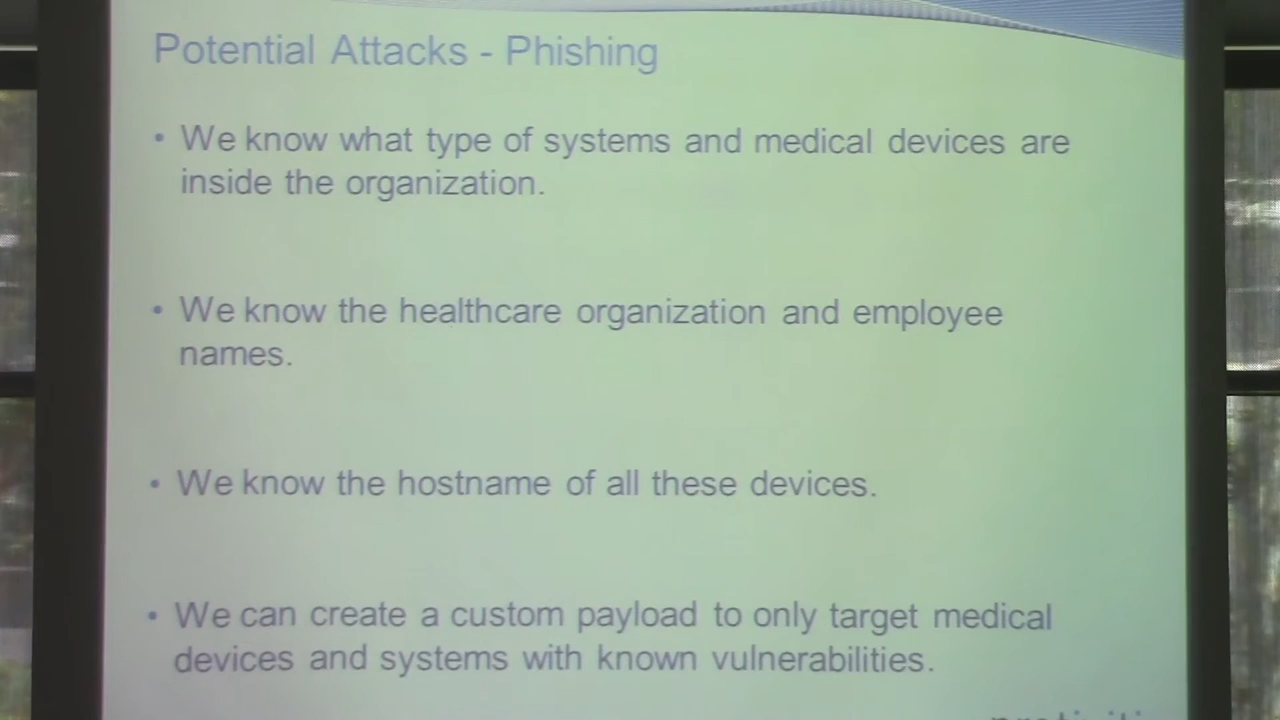 Potential Attacks - Phishing
• We know what type of systems and medical devices are
inside the organization.
• We know the healthcare organization and employee
names.
• We know the hostname of all these devices.
• We can create a custom payload to only target medical
devices and systems with known vulnerabilities.